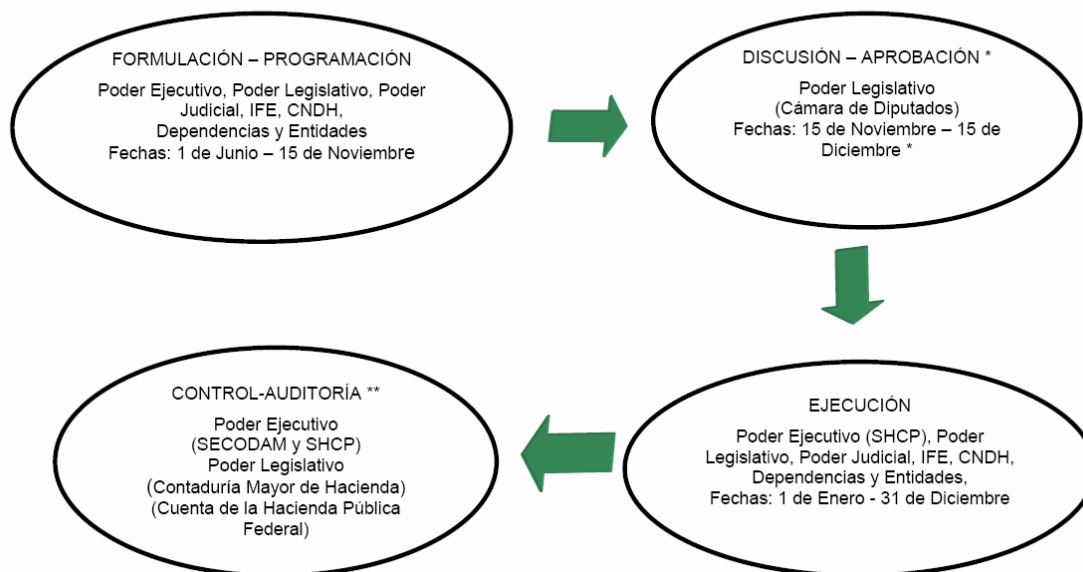 FORMULACIÓN – PROGRAMACIÓN
Poder Ejecutivo, Poder Legislativo, Poder
Judicial, IFE, CNDH,
Dependencias y Entidades
Fechas: 1 de Junio – 15 de Noviembre
DISCUSIÓN – APROBACIÓN *
Poder Legislativo
(Cámara de Diputados)
Fechas: 15 de Noviembre – 15 de
Diciembre *
EJECUCIÓN
Poder Ejecutivo (SHCP), Poder
Legislativo, Poder Judicial, IFE, CNDH,
Dependencias y Entidades,
Fechas: 1 de Enero - 31 de Diciembre
CONTROL-AUDITORÍA **
Poder Ejecutivo
(SECODAM y SHCP)
Poder Legislativo
(Contaduría Mayor de Hacienda)
(Cuenta de la Hacienda Pública
Federal)